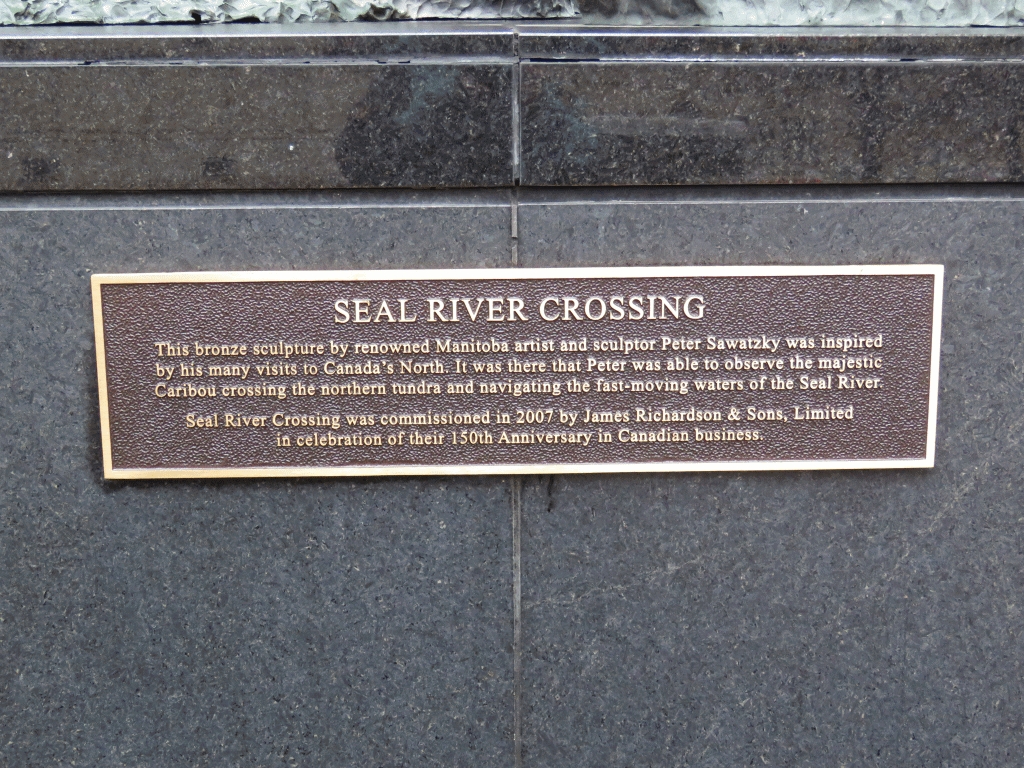 SEAL RIVER CROSSING
This bronze sculpture by renowned Manitoba artist and sculptor Peter Sawatzky was inspired
by his many visits to Canada's North. It was there that Peter was able to observe the majestic
Caribou crossing the northern tundra and navigating the fast-moving waters of the Seal River.
Seal River Crossing was commissioned in 2007 by James Richardson & Sons, Limited
in celebration of their 150th Anniversary in Canadian business.